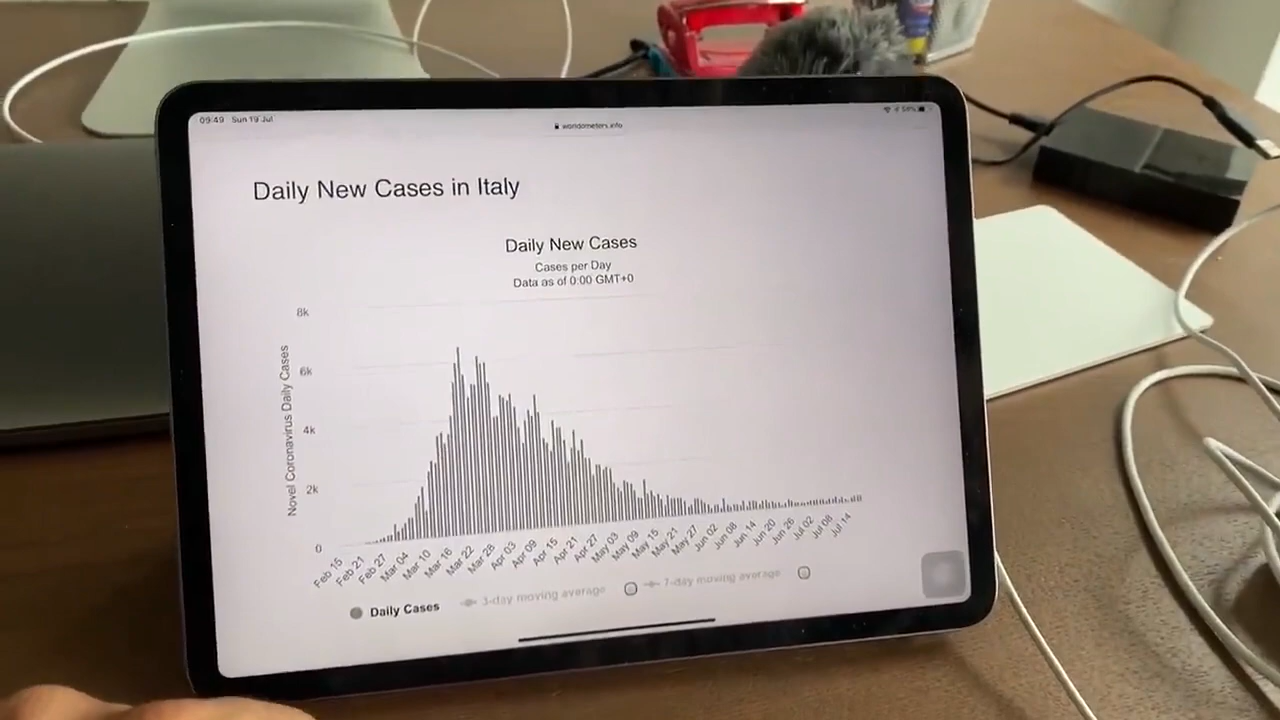 09:49 Sun 19 Jul
worldometers.info
50%
Daily New Cases in Italy
Daily New Cases
Cases per Day
Data as of 0:00 GMT+0
Novel Coronavirus Daily Cases
8k
6k
4k
2k
0
Feb 15 Feb 21 Feb 27 Mar 04 Mar 10 Mar 16 Mar 22 Mar 28 Apr 03 Apr 09 Apr 15 Apr 21 Apr 27 May 03 May 09 May 15 May 21 May 27 Jun 02 Jun 08 Jun 14 Jun 20 Jun 26 Jul 02 Jul 08 Jul 14
Daily Cases 3-day moving average 7-day moving average